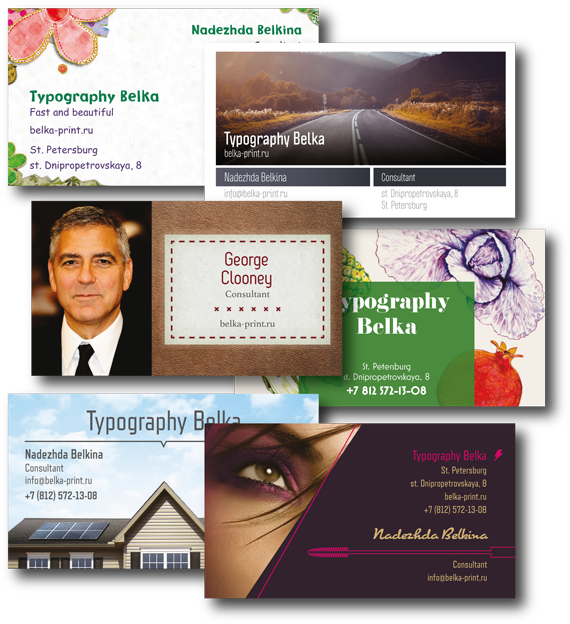 Nadezhda Belkina
Typography Belka
Fast and beautiful
belka-print.ru
St. Petersburg
st. Dnipropetrovskaya, 8
Typography Belka
belka-print.ru
Nadezhda Belkina
Consultant
info@belka-print.ru
st Dnipropetrovskaya, 8
St. Petersburg
George
Clooney
Consultant
belka-print.ru
ypography
Belka
St. Petersburg
st. Dnipropetrovskaya, 8
+7 812 572-13-08
Typography Belka
Nadezhda Belkina
Consultant
info@belka-print.ru
+7 (812) 572-13-08
Typography Belka
St. Petersburg
st. Dnipropetrovskaya, 8
belka-print.ru
+7 (812) 572-13-08
Nadezhda Belkina
Consultant
info@belka-print.ru